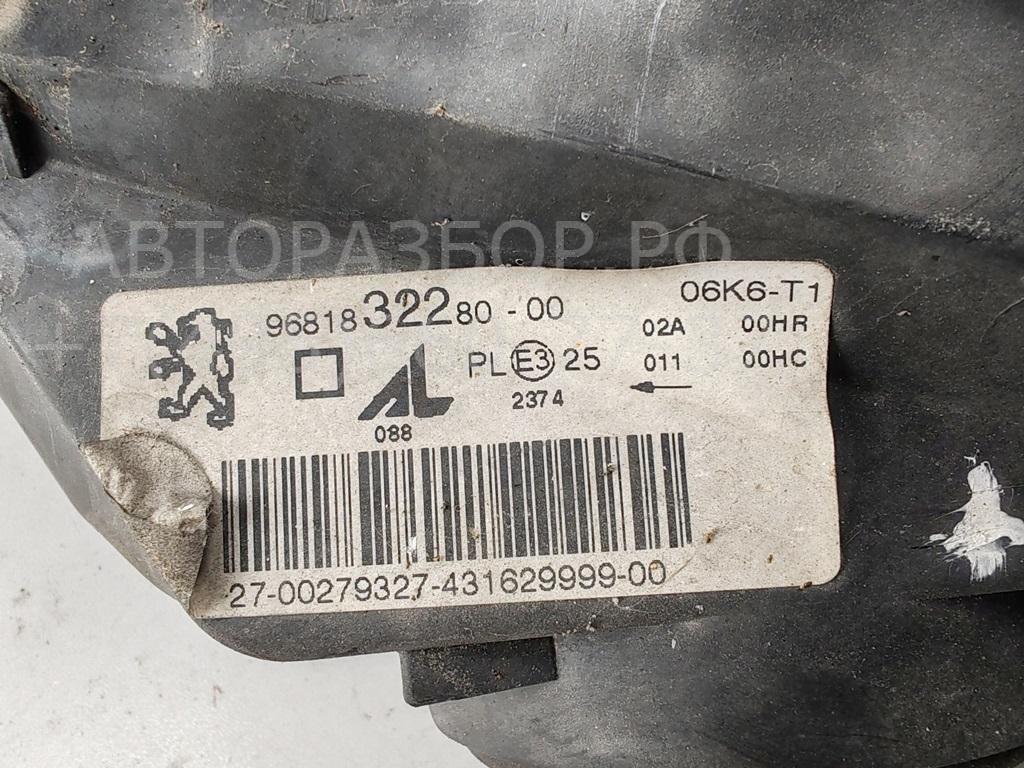 АВТОРАЗБОР.РФ
96818 322 80 - 00
06K6-T1
02A 00HR
PL E3 25
011 00HC
AL
2374
088
27-00279327-431629999-00